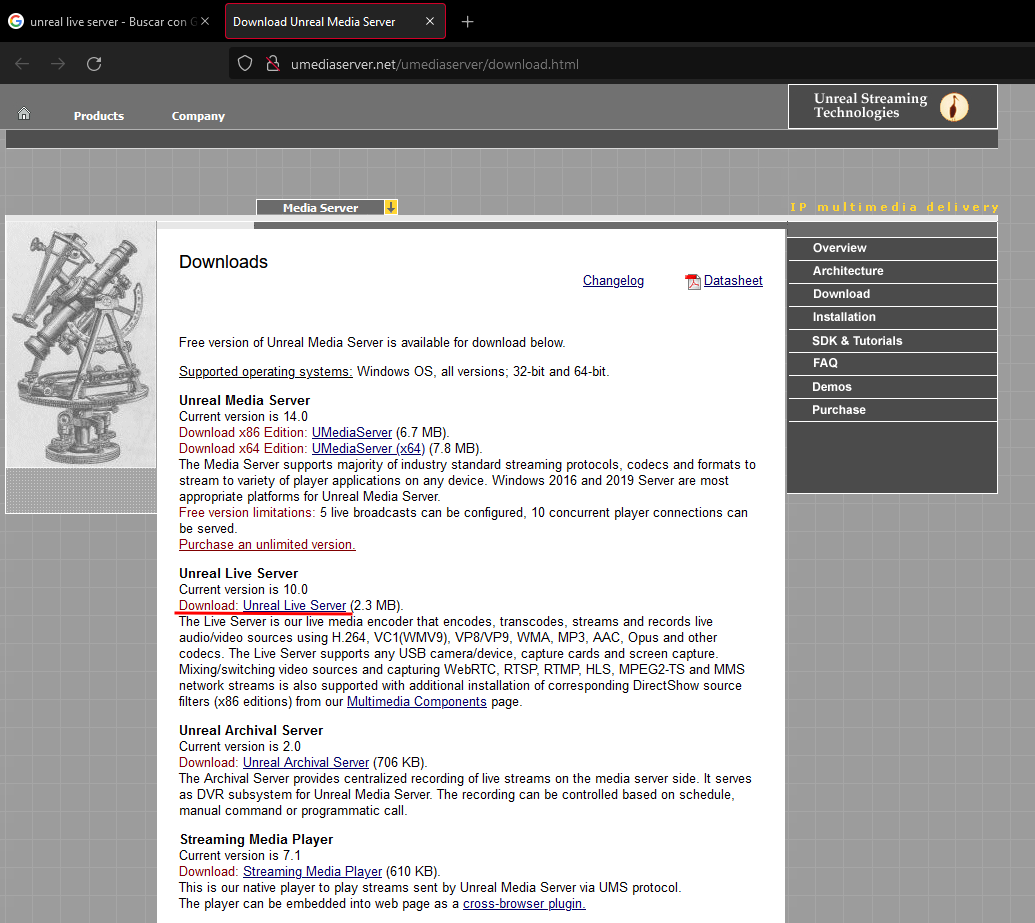 unreal live server - Buscar con G
Download Unreal Media Server
umediaserver.net/umediaserver/download.html
Products
Company
Unreal Streaming
Technologies
Media Server
IP multimedia delivery
Downloads
Changelog
Datasheet
Free version of Unreal Media Server is available for download below.
Supported operating systems: Windows OS, all versions; 32-bit and 64-bit.
Unreal Media Server
Current version is 14.0
Download x86 Edition: UMediaServer (6.7 MB).
Download x64 Edition: UMediaServer (x64) (7.8 MB).
The Media Server supports majority of industry standard streaming protocols, codecs and formats to
stream to variety of player applications on any device. Windows 2016 and 2019 Server are most
appropriate platforms for Unreal Media Server.
Free version limitations: 5 live broadcasts can be configured, 10 concurrent player connections can
be served.
Purchase an unlimited version.
Unreal Live Server
Current version is 10.0
Download: Unreal Live Server (2.3 MB).
The Live Server is our live media encoder that encodes, transcodes, streams and records live
audio/video sources using H.264, VC1(WMV9), VP8/VP9, WMA, MP3, AAC, Opus and other
codecs. The Live Server supports any USB camera/device, capture cards and screen capture.
Mixing/switching video sources and capturing WebRTC, RTSP, RTMP, HLS, MPEG2-TS and MMS
network streams is also supported with additional installation of corresponding DirectShow source
filters (x86 editions) from our Multimedia Components page.
Unreal Archival Server
Current version is 2.0
Download: Unreal Archival Server (706 KB).
The Archival Server provides centralized recording of live streams on the media server side. It serves
as DVR subsystem for Unreal Media Server. The recording can be controlled based on schedule,
manual command or programmatic call.
Streaming Media Player
Current version is 7.1
Download: Streaming Media Player (610 KB).
This is our native player to play streams sent by Unreal Media Server via UMS protocol.
The player can be embedded into web page as a cross-browser plugin.
Overview
Architecture
Download
Installation
SDK & Tutorials
FAQ
Demos
Purchase